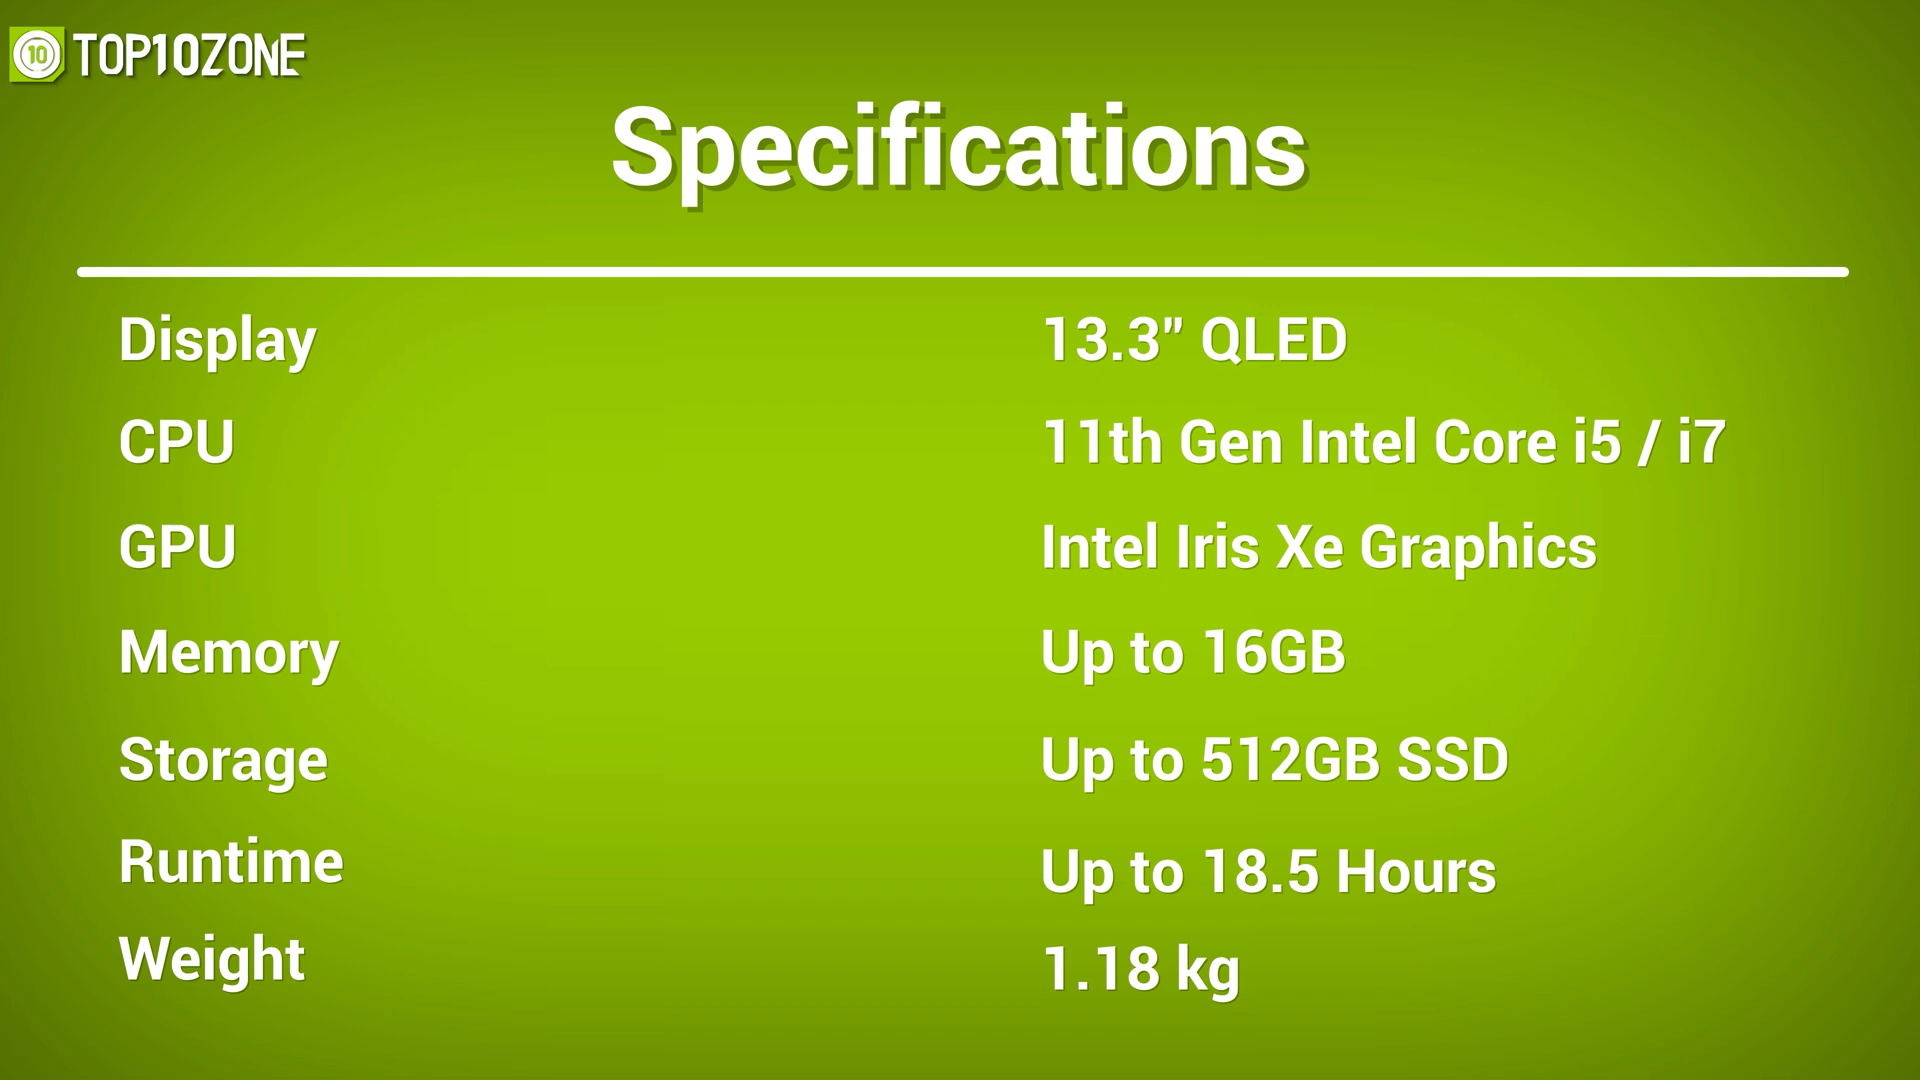 10 TOP10ZONE
Specifications
Display 13.3” QLED
CPU 11th Gen Intel Core i5 / i7
GPU Intel Iris Xe Graphics
Memory Up to 16GB
Storage Up to 512GB SSD
Runtime Up to 18.5 Hours
Weight 1.18 kg